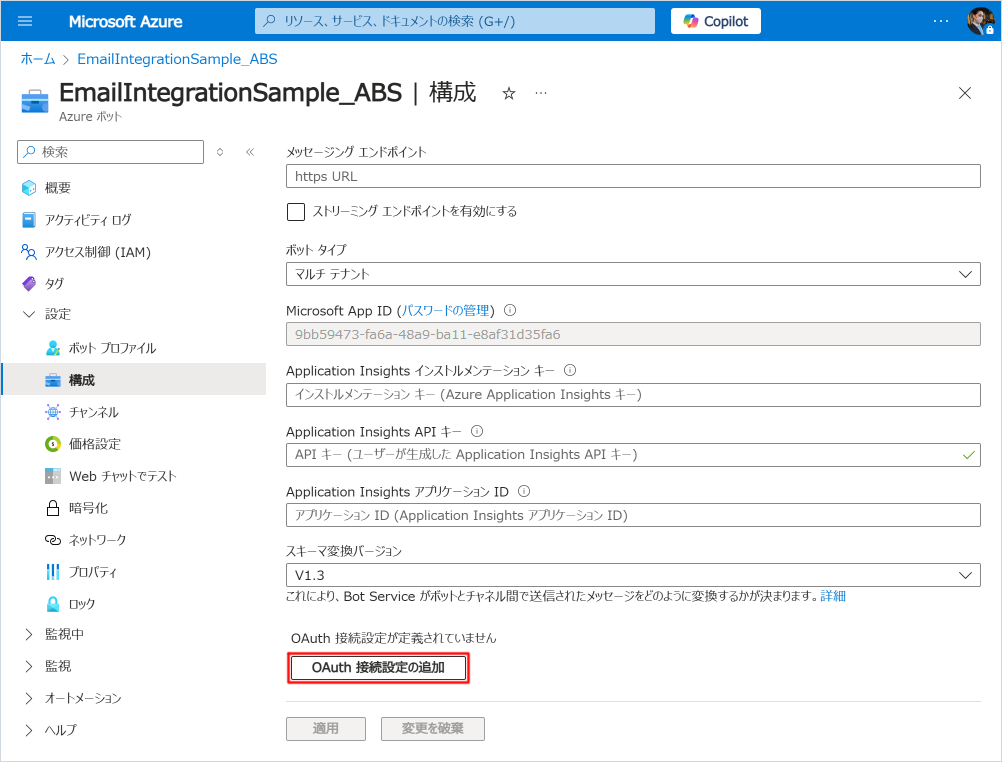 Microsoft Azure
リソース、サービス、ドキュメントの検索 (G+/)
Copilot
ホーム > EmailIntegrationSample_ABS
EmailIntegrationSample_ABS | 構成
Azure ボット
検索
概要
アクティビティ ログ
アクセス制御 (IAM)
タグ
設定
ボット プロファイル
構成
チャンネル
価格設定
Web チャットでテスト
暗号化
ネットワーク
プロパティ
ロック
監視中
監視
オートメーション
ヘルプ
メッセージング エンドポイント
https URL
ストリーミング エンドポイントを有効にする
ボット タイプ
マルチ テナント
Microsoft App ID (パスワードの管理)
9bb59473-fa6a-48a9-ba11-e8af31d35fa6
Application Insights インストルメンテーション キー
インストルメンテーション キー (Azure Application Insights キー)
Application Insights API キー
API キー (ユーザーが生成した Application Insights API キー)
Application Insights アプリケーション ID
アプリケーション ID (Application Insights アプリケーション ID)
スキーマ変換バージョン
V1.3
これにより、Bot Service がボットとチャネル間で送信されたメッセージをどのように変換するかが決まります。詳細
OAuth 接続設定が定義されていません
OAuth 接続設定の追加
適用
変更を破棄